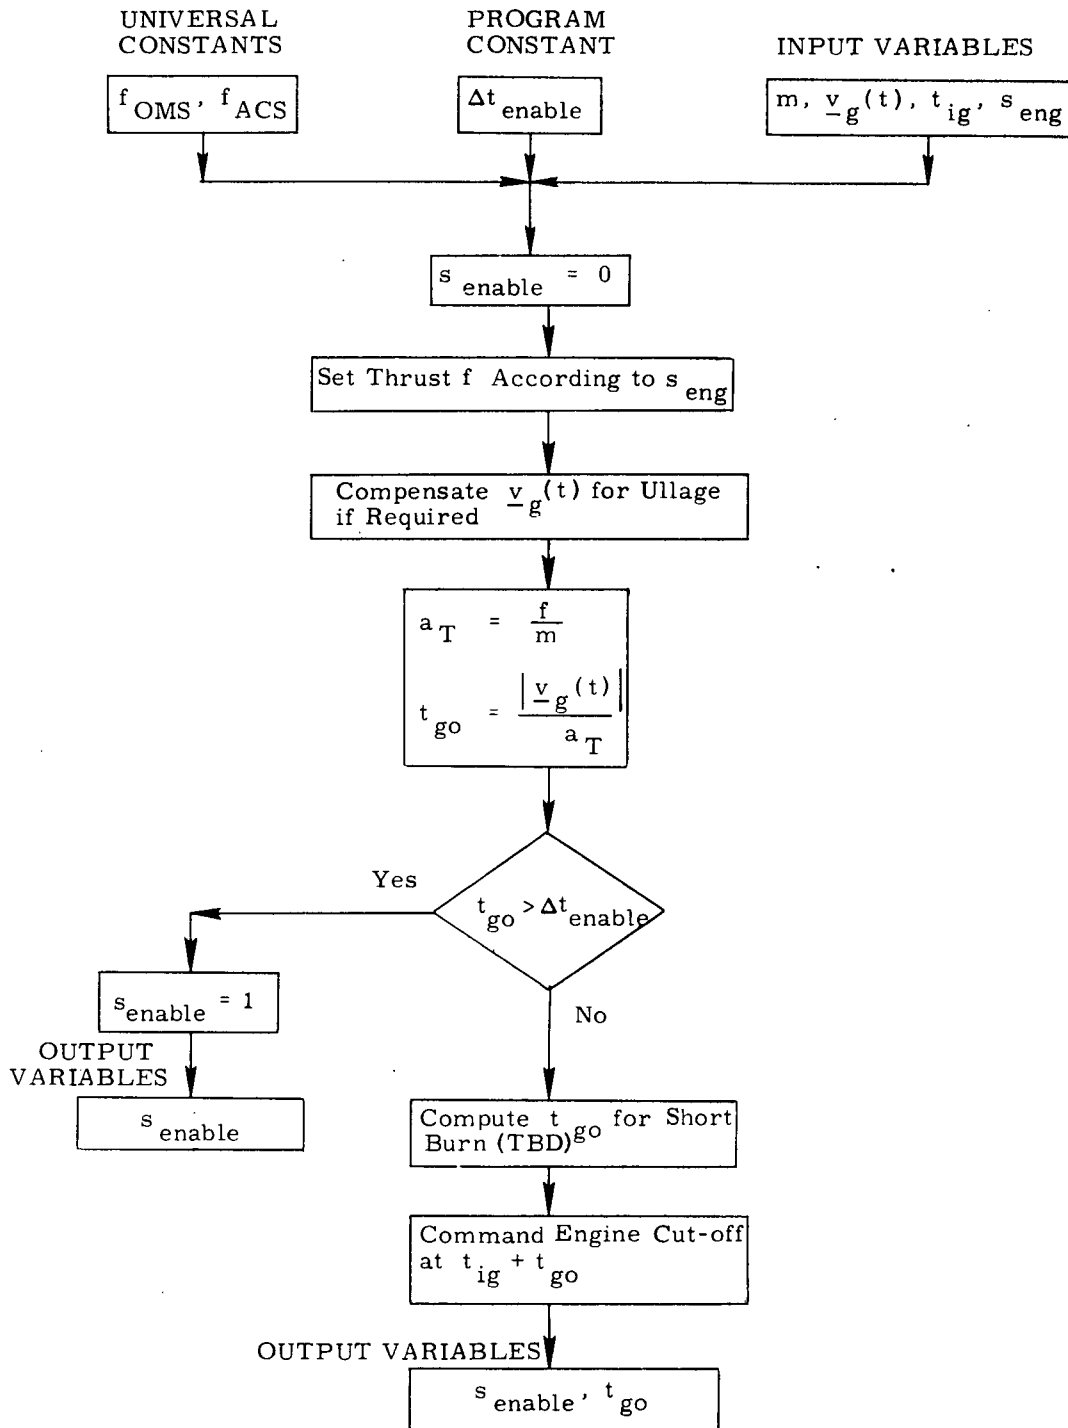 UNIVERSAL
CONSTANTS
PROGRAM
CONSTANT
INPUT VARIABLES
f OMS, f ACS
Δt enable
m, v g (t), t ig, s eng
s enable = 0
Set Thrust f According to s eng
Compensate v g (t) for Ullage
if Required
a T = f/m
t go = |v g (t)| / a T
Yes
t go > Δt enable
s enable = 1
No
OUTPUT
VARIABLES
s enable
Compute t go for Short
Burn (TBD)
Command Engine Cut-off
at t ig + t go
OUTPUT VARIABLES
s enable, t go